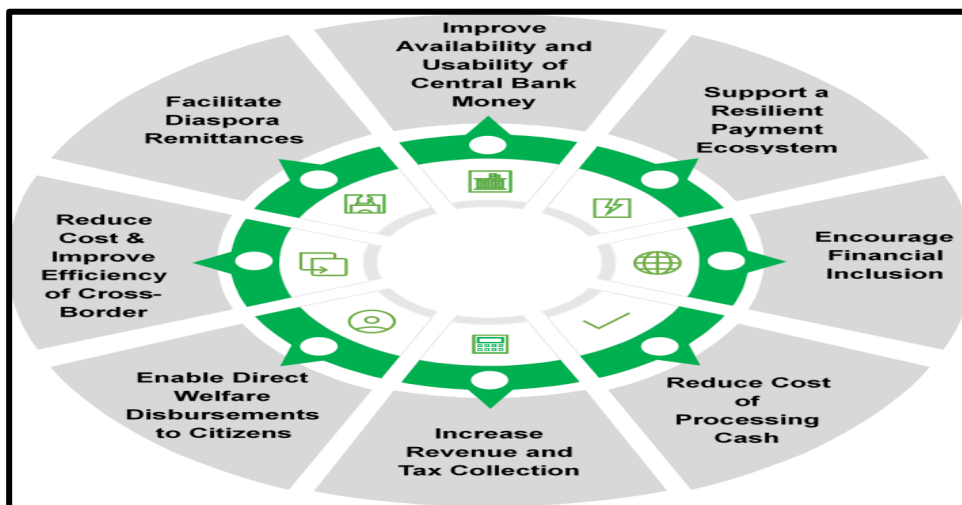 Improve
Availability and
Usability of
Central Bank
Money
Support a
Resilient
Payment
Ecosystem
Encourage
Financial
Inclusion
Reduce Cost
of
Processing
Cash
Increase
Revenue and
Tax Collection
Enable Direct
Welfare
Disbursements
to Citizens
Reduce
Cost &
Improve
Efficiency
of Cross-
Border
Facilitate
Diaspora
Remittances